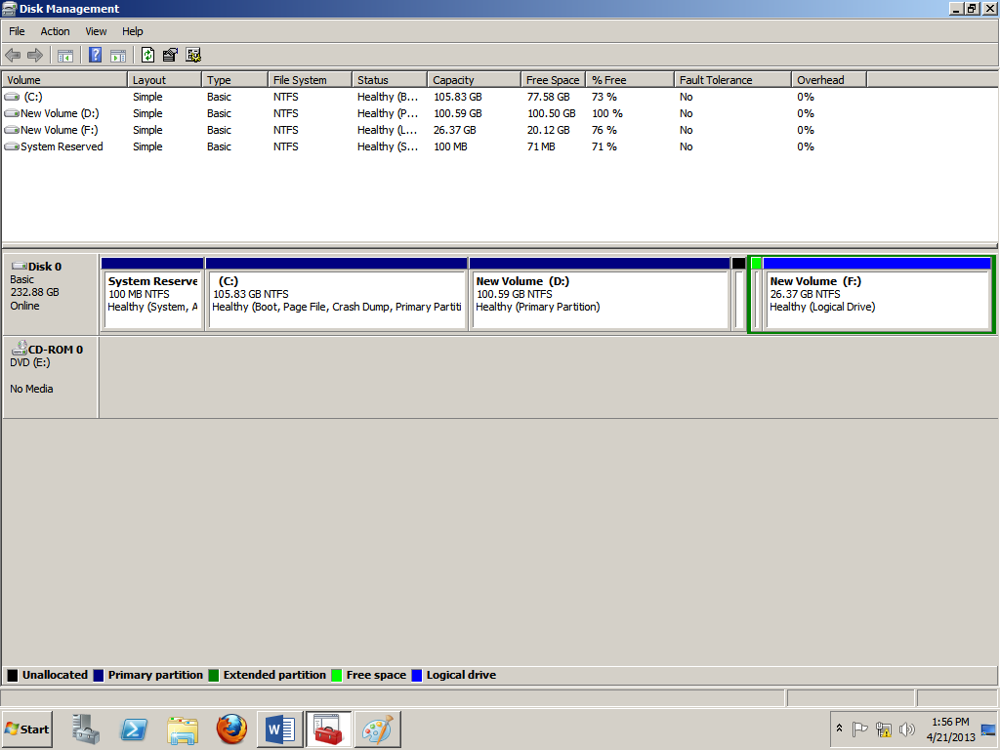 Disk Management
File Action View Help
Volume Layout Type File System Status Capacity Free Space % Free Fault Tolerance Overhead
(C:) Simple Basic NTFS Healthy (B... 105.83 GB 77.58 GB 73 % No 0%
New Volume (D:) Simple Basic NTFS Healthy (P... 100.59 GB 100.50 GB 100 % No 0%
New Volume (F:) Simple Basic NTFS Healthy (L... 26.37 GB 20.12 GB 76 % No 0%
System Reserved Simple Basic NTFS Healthy (S... 100 MB 71 MB 71 % No 0%
Disk 0
Basic
232.88 GB
Online
System Reserve
100 MB NTFS
Healthy (System, A
(C:)
105.83 GB NTFS
Healthy (Boot, Page File, Crash Dump, Primary Partiti
New Volume (D:)
100.59 GB NTFS
Healthy (Primary Partition)
New Volume (F:)
26.37 GB NTFS
Healthy (Logical Drive)
CD-ROM 0
DVD (E:)
No Media
Unallocated Primary partition Extended partition Free space Logical drive
Start
1:56 PM
4/21/2013